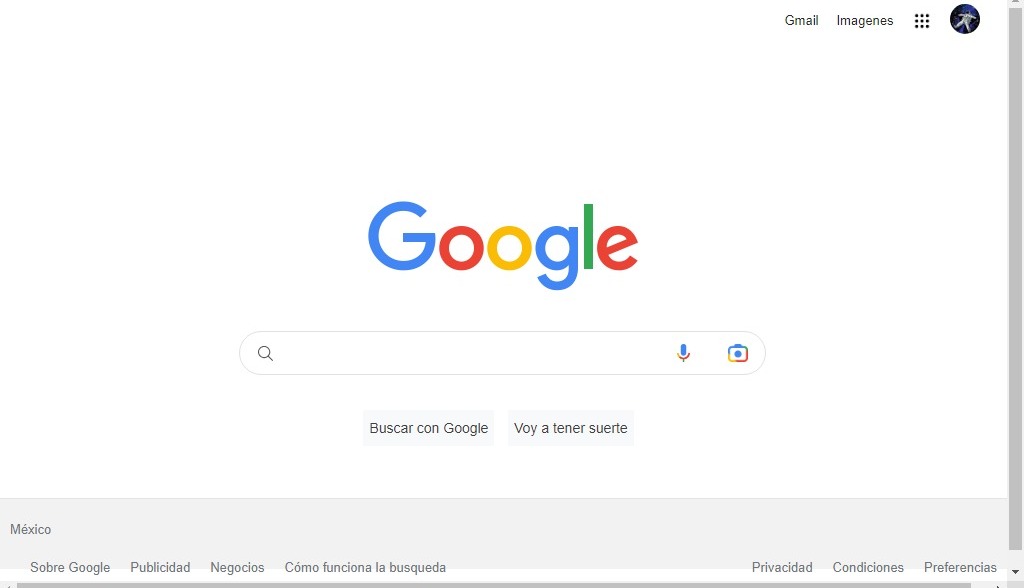 Gmail Imagenes
Google
Buscar con Google Voy a tener suerte
México
Sobre Google Publicidad Negocios Cómo funciona la busqueda Privacidad Condiciones Preferencias